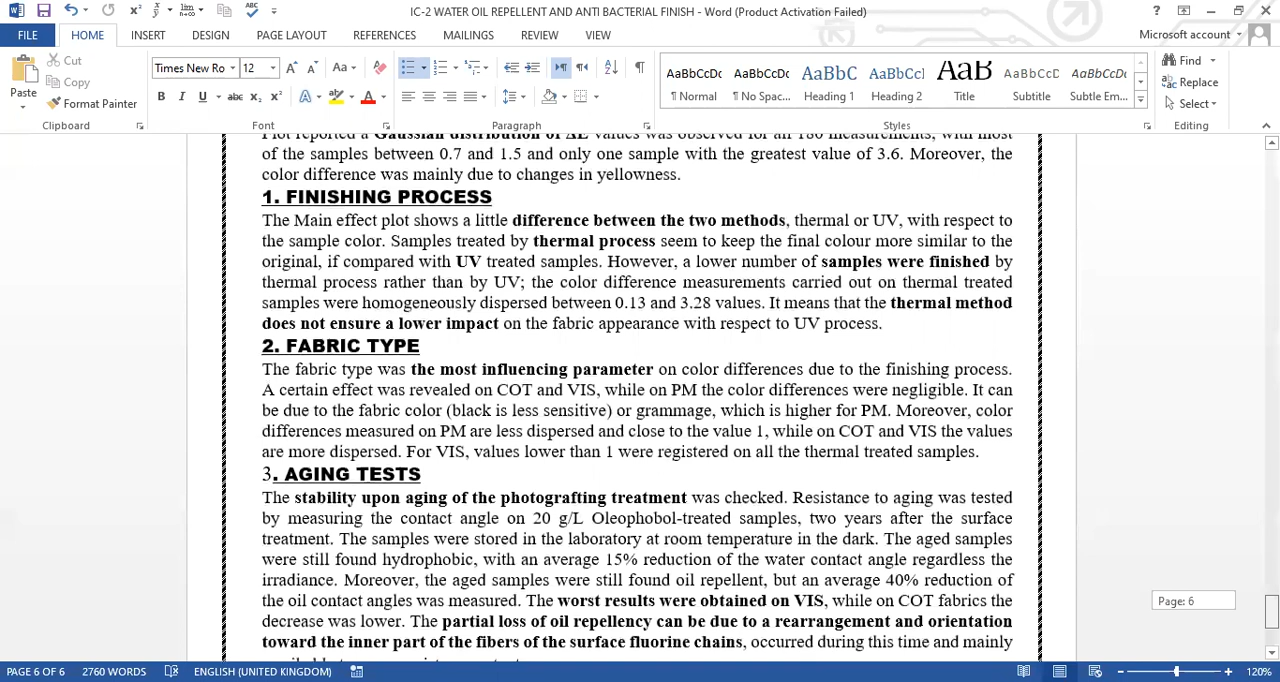 IC-2 WATER OIL REPELLENT AND ANTI BACTERIAL FINISH - Word (Product Activation Failed)
FILE HOME INSERT DESIGN PAGE LAYOUT REFERENCES MAILINGS REVIEW VIEW Microsoft account
Cut
Copy
Paste
Format Painter
Clipboard
Times New Ro 12
Font
Paragraph
AaBbCcDc AaBbCcDc AaBbC AaBbCcl AaB AaBbCcD AaBbCcDc
¶ Normal ¶ No Spac... Heading 1 Heading 2 Title Subtitle Subtle Em...
Styles
Find
Replace
Select
Editing
Plot reported a Gaussian distribution of ΔE values was observed for all 180 measurements, with most
of the samples between 0.7 and 1.5 and only one sample with the greatest value of 3.6. Moreover, the
color difference was mainly due to changes in yellowness.
1. FINISHING PROCESS
The Main effect plot shows a little difference between the two methods, thermal or UV, with respect to
the sample color. Samples treated by thermal process seem to keep the final colour more similar to the
original, if compared with UV treated samples. However, a lower number of samples were finished by
thermal process rather than by UV; the color difference measurements carried out on thermal treated
samples were homogeneously dispersed between 0.13 and 3.28 values. It means that the thermal method
does not ensure a lower impact on the fabric appearance with respect to UV process.
2. FABRIC TYPE
The fabric type was the most influencing parameter on color differences due to the finishing process.
A certain effect was revealed on COT and VIS, while on PM the color differences were negligible. It can
be due to the fabric color (black is less sensitive) or grammage, which is higher for PM. Moreover, color
differences measured on PM are less dispersed and close to the value 1, while on COT and VIS the values
are more dispersed. For VIS, values lower than 1 were registered on all the thermal treated samples.
3. AGING TESTS
The stability upon aging of the photografting treatment was checked. Resistance to aging was tested
by measuring the contact angle on 20 g/L Oleophobol-treated samples, two years after the surface
treatment. The samples were stored in the laboratory at room temperature in the dark. The aged samples
were still found hydrophobic, with an average 15% reduction of the water contact angle regardless the
irradiance. Moreover, the aged samples were still found oil repellent, but an average 40% reduction of
the oil contact angles was measured. The worst results were obtained on VIS, while on COT fabrics the
decrease was lower. The partial loss of oil repellency can be due to a rearrangement and orientation
toward the inner part of the fibers of the surface fluorine chains, occurred during this time and mainly
Page: 6
PAGE 6 OF 6 2760 WORDS ENGLISH (UNITED KINGDOM) 120%